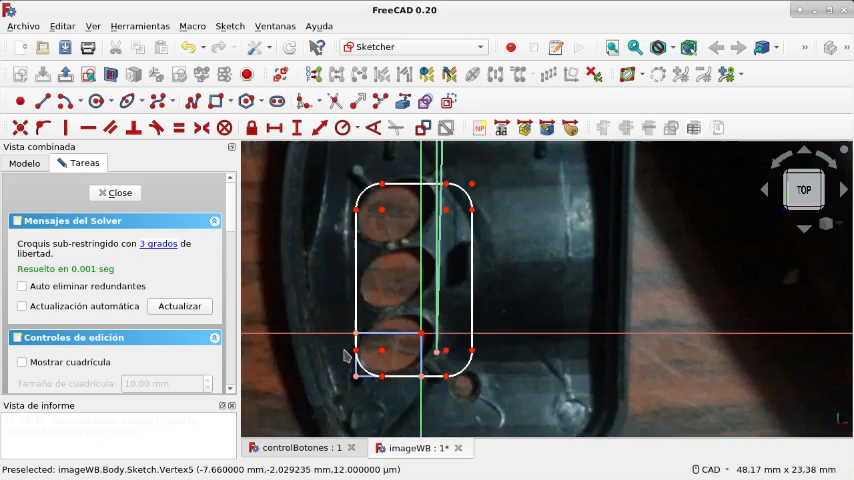 FreeCAD 0.20
Archivo Editar Ver Herramientas Macro Sketch Ventanas Ayuda
Sketcher
Vista combinada
Modelo Tareas
Close
Mensajes del Solver
Croquis sub-restringido con 3 grados de
libertad.
Resuelto en 0.001 seg
Auto eliminar redundantes
Actualización automática Actualizar
Controles de edición
Mostrar cuadrícula
Tamaño de cuadrícula: 10.00 mm
Vista de informe
TOP
NP
controlBotones : 1 imageWB : 1*
Preselected: imageWB.Body.Sketch.Vertex5 (-7.660000 mm,-2.029235 mm,12.000000 µm) CAD 48,17 mm x 23,38 mm